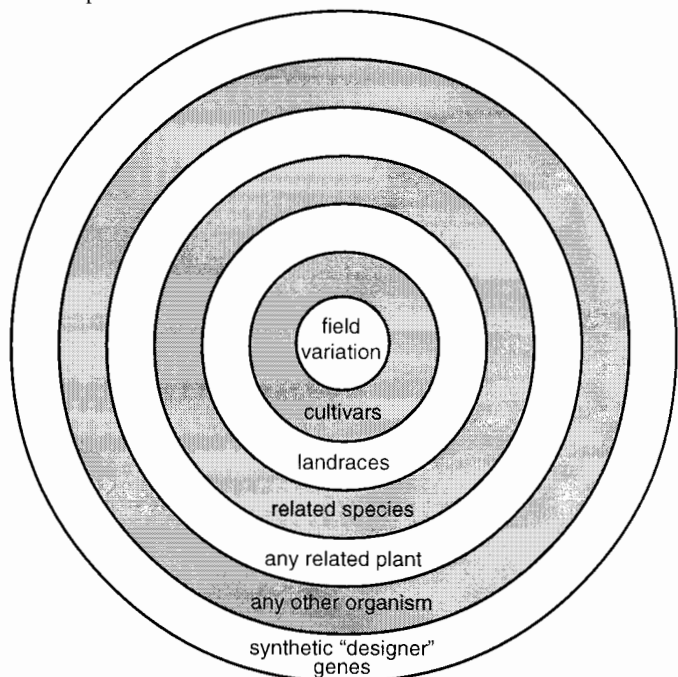 field
variation
cultivars
landraces
related species
any related plant
any other organism
synthetic "designer"
genes